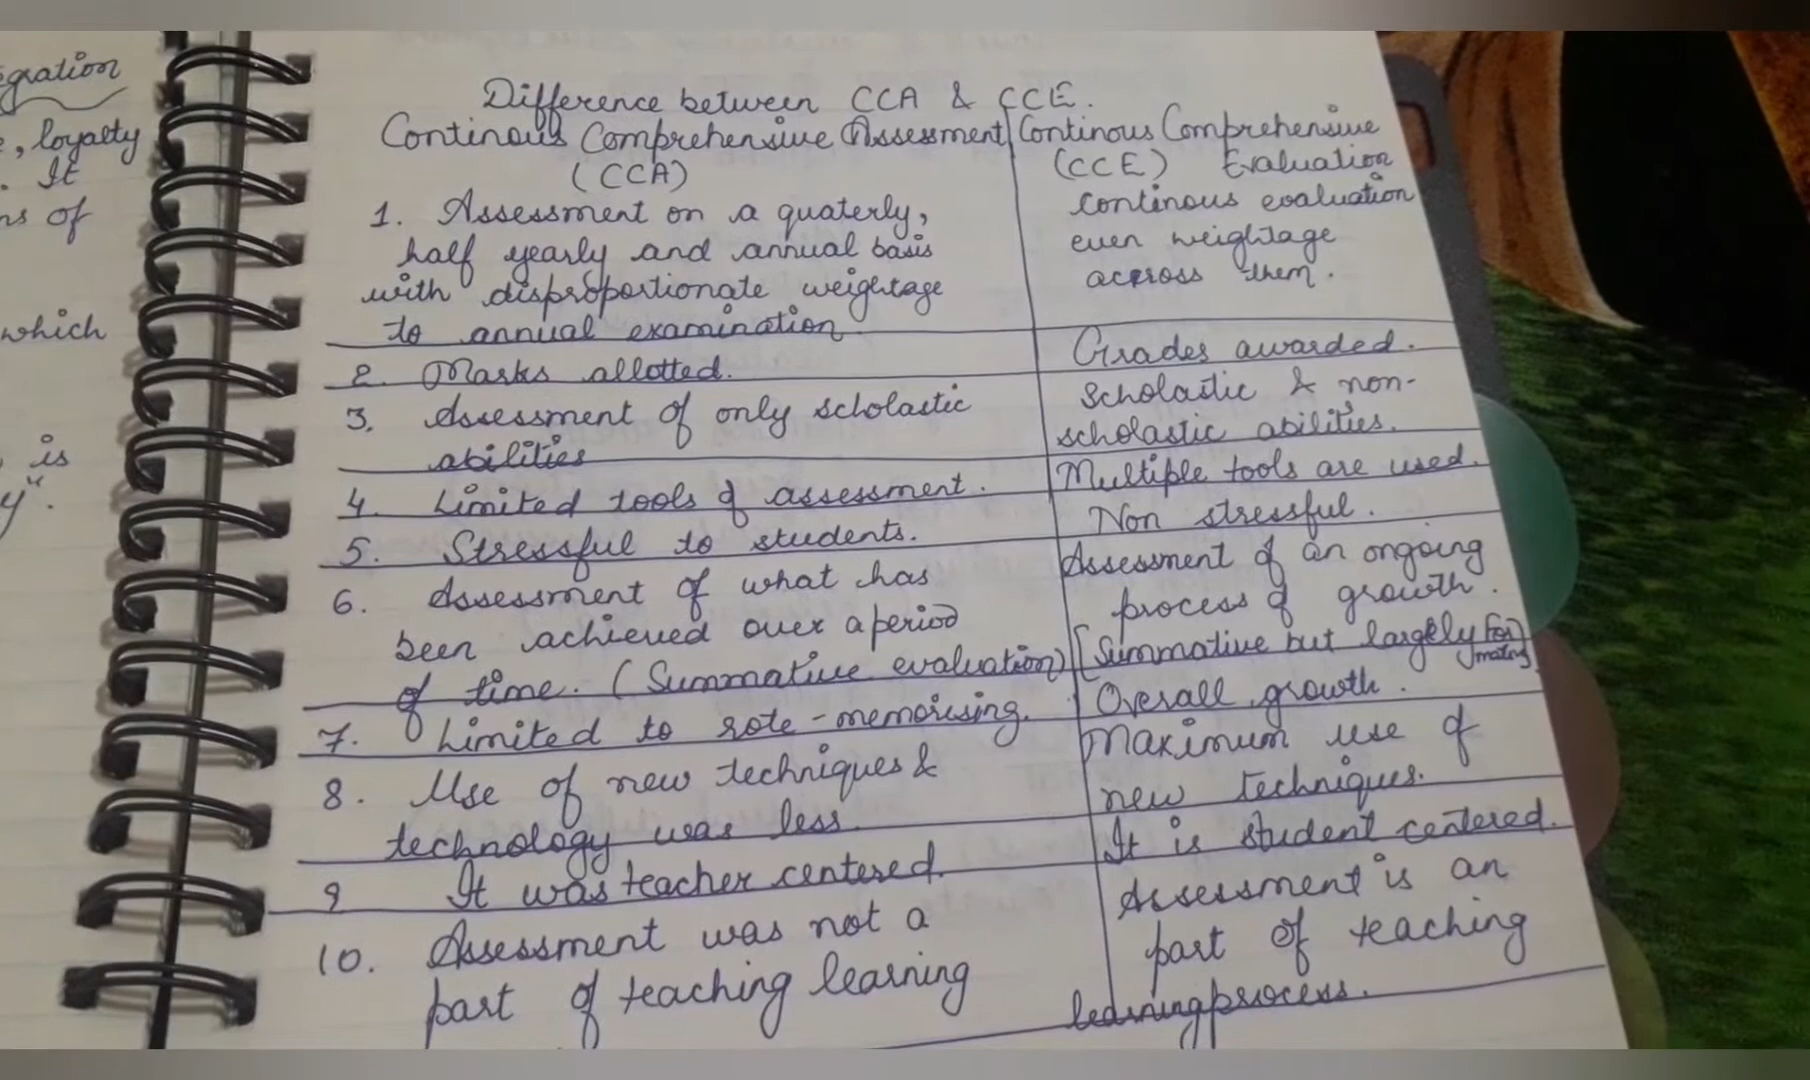 gration
, loyalty
. It
ns of
which
is
y".
Difference between CCA & CCE.
Continous Comprehensive Assessment
(CCA)
Continous Comprehensive
(CCE) Evaluation
1. Assessment on a quaterly,
half yearly and annual basis
with disproportionate weightage
to annual examination
continous evaluation
even weightage
across them.
2. Marks allotted.
Grades awarded.
3. Assessment of only scholastic
abilities
Scholastic & non-
scholastic abilities.
4. Limited tools of assessment.
Multiple tools are used.
5. Stressful to students.
Non stressful.
6. Assessment of what has
been achieved over a period
of time. (Summative evaluation)
Assessment of an ongoing
process of growth.
[Summative but largely
7. Limited to rote-memorising.
Overall growth.
8. Use of new techniques &
technology was less.
Maximum use of
new techniques.
9 It was teacher centered.
It is student centered.
10. Assessment was not a
part of teaching learning
Assessment is an
part of teaching
learning process.